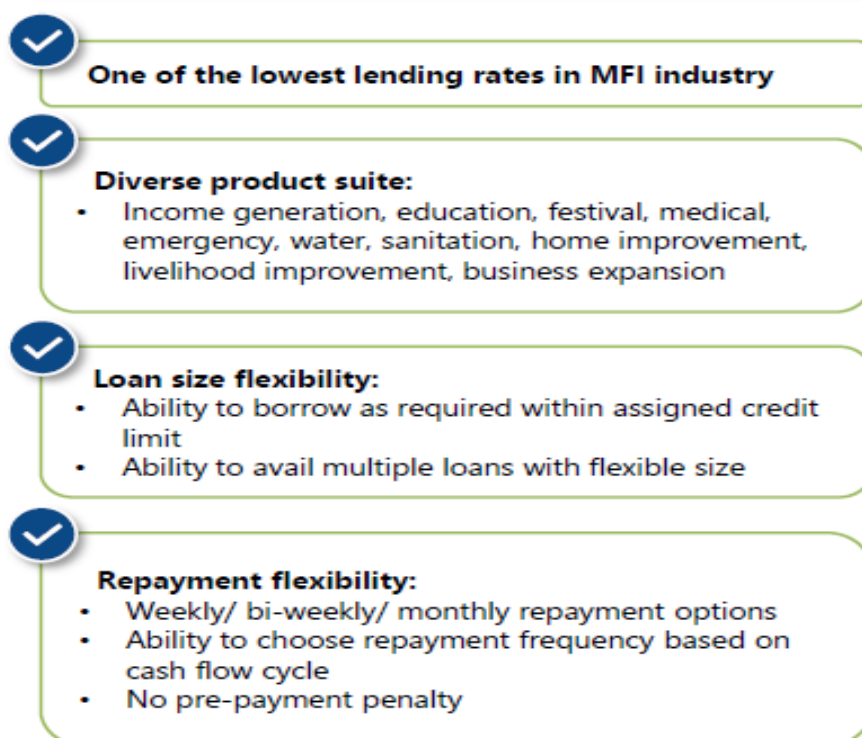 One of the lowest lending rates in MFI industry
Diverse product suite:
• Income generation, education, festival, medical,
emergency, water, sanitation, home improvement,
livelihood improvement, business expansion
Loan size flexibility:
• Ability to borrow as required within assigned credit
limit
• Ability to avail multiple loans with flexible size
Repayment flexibility:
• Weekly/ bi-weekly/ monthly repayment options
• Ability to choose repayment frequency based on
cash flow cycle
• No pre-payment penalty